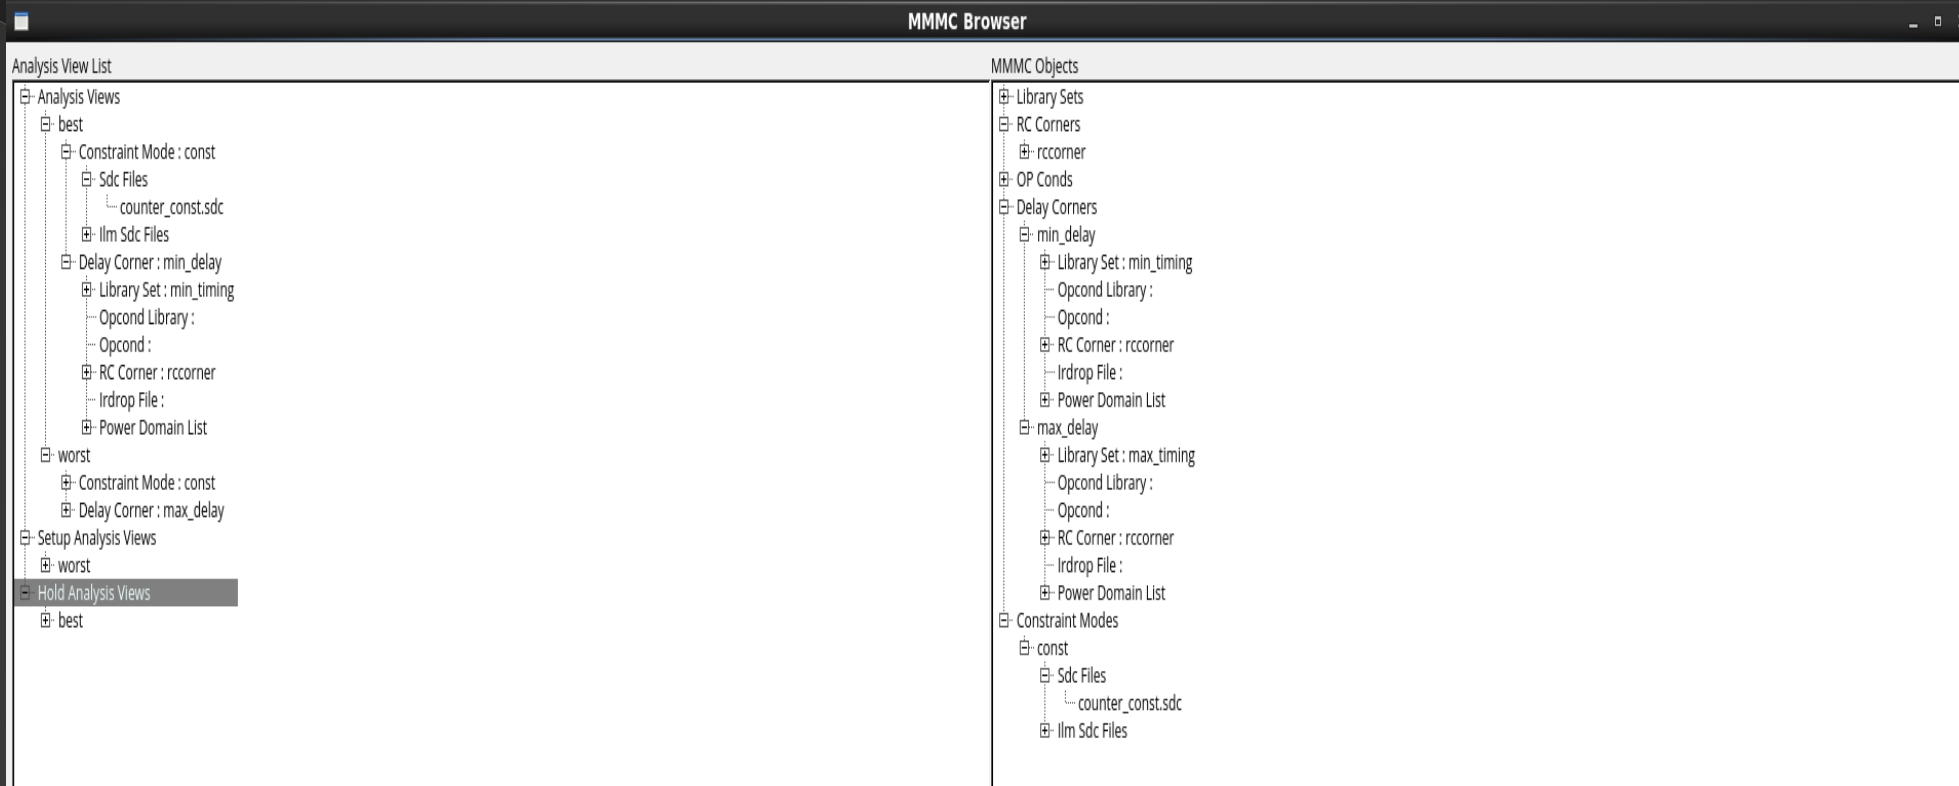 MMMC Browser
Analysis View List
Analysis Views
best
Constraint Mode : const
Sdc Files
counter_const.sdc
Ilm Sdc Files
Delay Corner : min_delay
Library Set : min_timing
Opcond Library :
Opcond :
RC Corner : rccorner
Irdrop File :
Power Domain List
worst
Constraint Mode : const
Delay Corner : max_delay
Setup Analysis Views
worst
Hold Analysis Views
best
MMMC Objects
Library Sets
RC Corners
rccorner
OP Conds
Delay Corners
min_delay
Library Set : min_timing
Opcond Library :
Opcond :
RC Corner : rccorner
Irdrop File :
Power Domain List
max_delay
Library Set : max_timing
Opcond Library :
Opcond :
RC Corner : rccorner
Irdrop File :
Power Domain List
Constraint Modes
const
Sdc Files
counter_const.sdc
Ilm Sdc Files